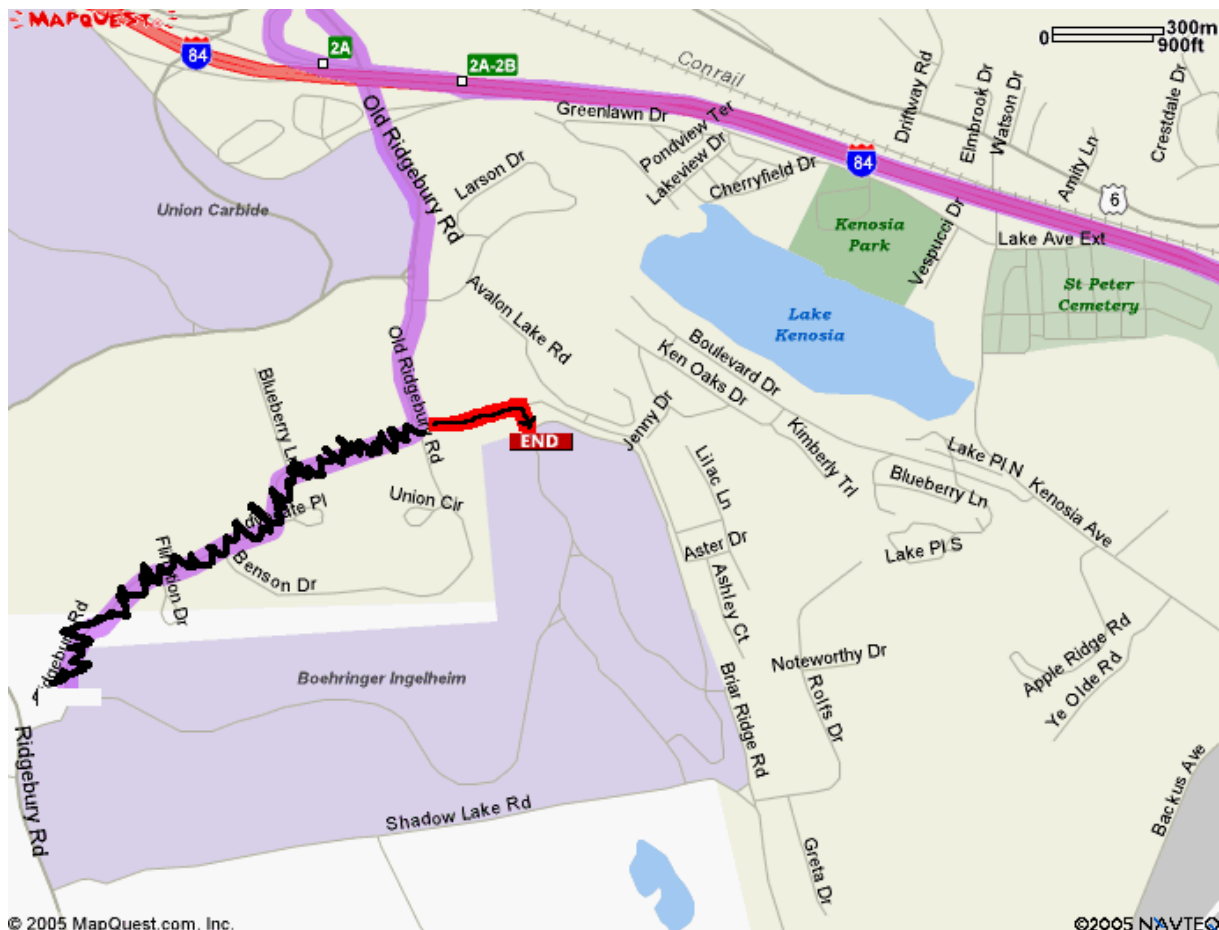 MAPQUEST
300m
0
900ft
84
2A
2A-2B
Conrail
Driftway Rd
Elmbrook Dr
Watson Dr
Crestdale Dr
Old Ridgebury Rd
Greenlawn Dr
Pondview Ter
Lakeview Dr
Cherryfield Dr
84
Amity Ln
6
Larson Dr
Union Carbide
Kenosia
Park
Vespucci Dr
Lake Ave Ext
St Peter
Cemetery
Avalon Lake Rd
Lake
Kenosia
Old Ridgebury Rd
Boulevard Dr
Ken Oaks Dr
Blueberry Ln
Jenny Dr
END
Kimberly Trl
Lake Pl N
Lilac Ln
Blueberry Ln
Kenosia Ave
Union Cir
Pl
Aster Dr
Lake Pl S
Benson Dr
Dr
Ashley Ct
Rd
Noteworthy Dr
Apple Ridge Rd
Boehringer Ingelheim
Rolfs Dr
Ye Olde Rd
Briar Ridge Rd
Ridgebury Rd
Shadow Lake Rd
Backus Ave
Greta Dr
© 2005 MapQuest.com, Inc.
©2005 NAVTEQ